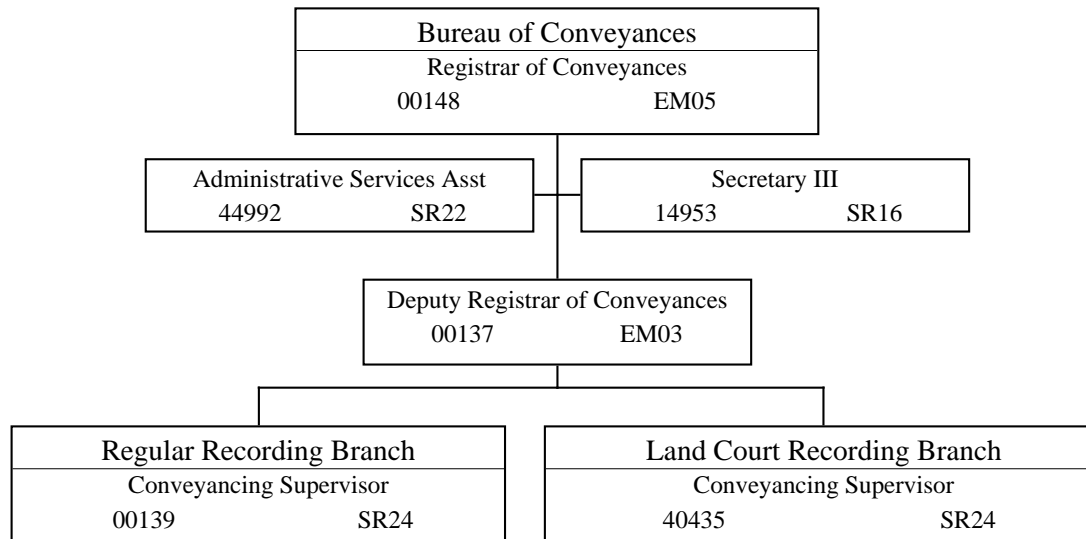 Bureau of Conveyances
Registrar of Conveyances
00148 EM05
Administrative Services Asst
44992 SR22
Secretary III
14953 SR16
Deputy Registrar of Conveyances
00137 EM03
Regular Recording Branch
Conveyancing Supervisor
00139 SR24
Land Court Recording Branch
Conveyancing Supervisor
40435 SR24